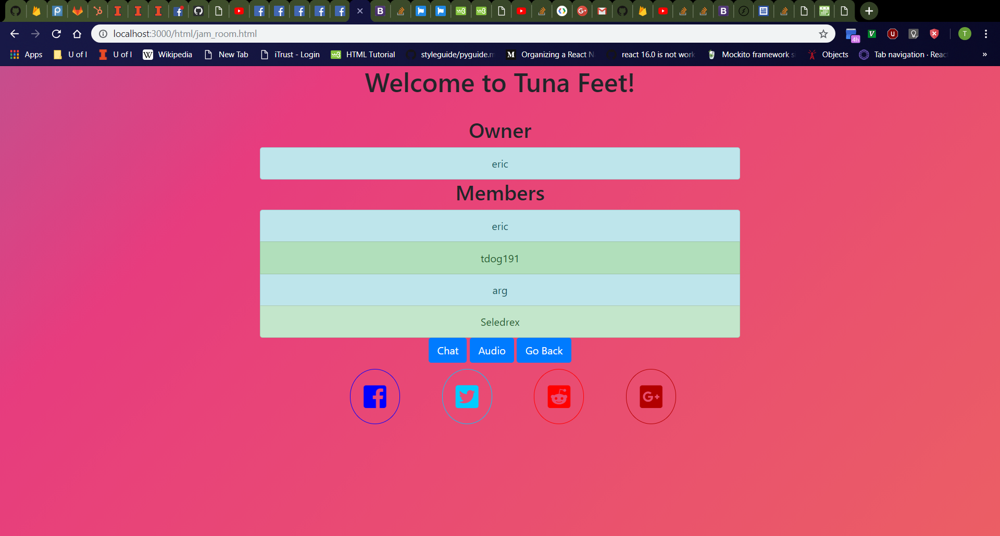 localhost:3000/html/jam_room.html
4h
T
Apps
U of I
U of I
Wikipedia
New Tab
iTrust - Login
HTML Tutorial
styleguide/pyguide.m
Organizing a React N
react 16.0 is not work
Mockito framework si
Objects
Tab navigation · Reac
»
Welcome to Tuna Feet!
Owner
eric
Members
eric
tdog191
arg
Seledrex
Chat Audio Go Back
G+